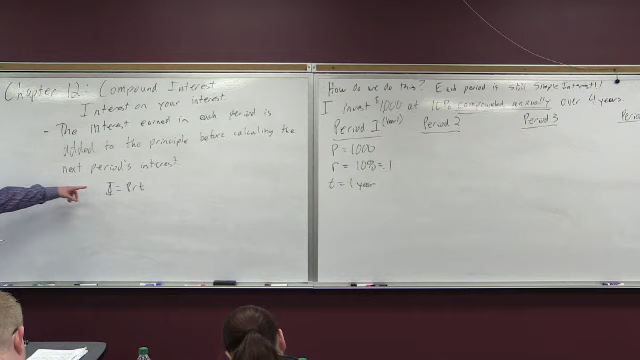 Chapter 12: Compound Interest
Interest on your interest.
- The interest earned in each period is
added to the principle before calculating the
next period's interest!
I = Prt
How do we do this? Each period is still Simple Interest!!
I invest $1000 at 10% compounded annually over 4 years.
Period 1 (Year 1) Period 2 Period 3
P = 1000
r = 10% = .1
t = 1 year